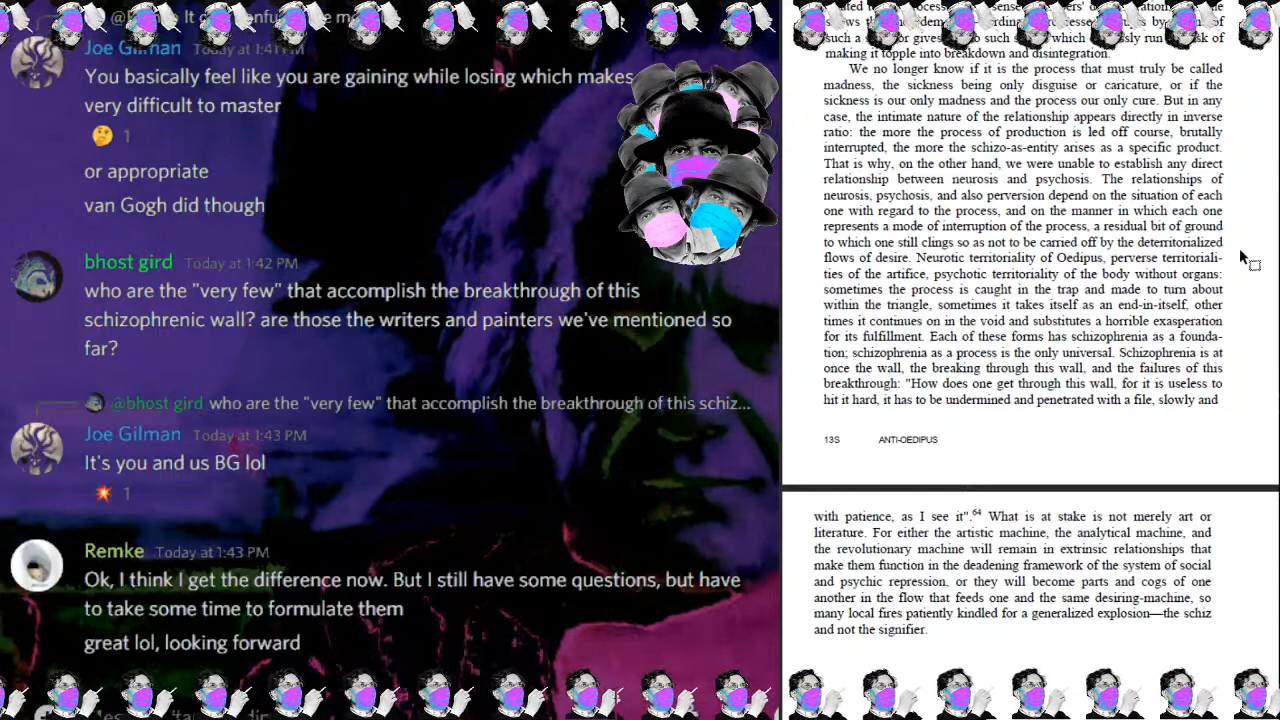 Joe Gilman Today at 1:41 PM
You basically feel like you are gaining while losing which makes
very difficult to master
1
or appropriate
van Gogh did though
bhost gird Today at 1:42 PM
who are the "very few" that accomplish the breakthrough of this
schizophrenic wall? are those the writers and painters we've mentioned so
far?
@bhost gird who are the "very few" that accomplish the breakthrough of this schiz...
Joe Gilman Today at 1:43 PM
It's you and us BG lol
1
Remke Today at 1:43 PM
Ok, I think I get the difference now. But I still have some questions, but have
to take some time to formulate them
great lol, looking forward
making it topple into breakdown and disintegration.
We no longer know if it is the process that must truly be called
madness, the sickness being only disguise or caricature, or if the
sickness is our only madness and the process our only cure. But in any
case, the intimate nature of the relationship appears directly in inverse
ratio: the more the process of production is led off course, brutally
interrupted, the more the schizo-as-entity arises as a specific product.
That is why, on the other hand, we were unable to establish any direct
relationship between neurosis and psychosis. The relationships of
neurosis, psychosis, and also perversion depend on the situation of each
one with regard to the process, and on the manner in which each one
represents a mode of interruption of the process, a residual bit of ground
to which one still clings so as not to be carried off by the deterritorialized
flows of desire. Neurotic territoriality of Oedipus, perverse territoriali-
ties of the artifice, psychotic territoriality of the body without organs:
sometimes the process is caught in the trap and made to turn about
within the triangle, sometimes it takes itself as an end-in-itself, other
times it continues on in the void and substitutes a horrible exasperation
for its fulfillment. Each of these forms has schizophrenia as a founda-
tion; schizophrenia as a process is the only universal. Schizophrenia is at
once the wall, the breaking through this wall, and the failures of this
breakthrough: "How does one get through this wall, for it is useless to
hit it hard, it has to be undermined and penetrated with a file, slowly and
13S ANTI-OEDIPUS
with patience, as I see it".64 What is at stake is not merely art or
literature. For either the artistic machine, the analytical machine, and
the revolutionary machine will remain in extrinsic relationships that
make them function in the deadening framework of the system of social
and psychic repression, or they will become parts and cogs of one
another in the flow that feeds one and the same desiring-machine, so
many local fires patiently kindled for a generalized explosion—the schiz
and not the signifier.